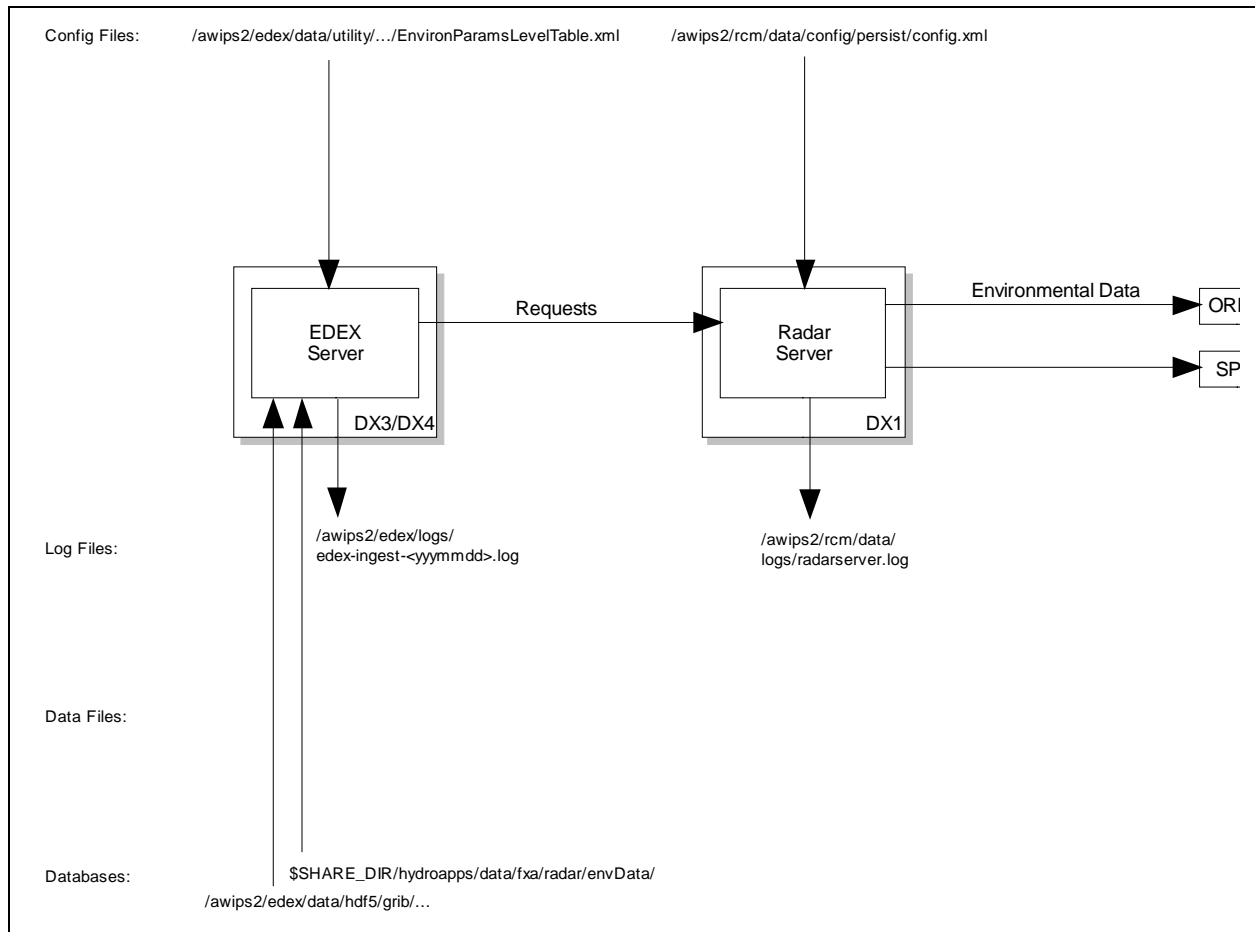 Config Files: /awips2/edex/data/utility/…/EnvironParamsLevelTable.xml /awips2/rcm/data/config/persist/config.xml
Environmental Data
Requests
EDEX
Server
Radar
Server
DX3/DX4
DX1
Log Files:
/awips2/edex/logs/
edex-ingest-<yyymmdd>.log
/awips2/rcm/data/
logs/radarserver.log
Data Files:
Databases:
$SHARE_DIR/hydroapps/data/fxa/radar/envData/
/awips2/edex/data/hdf5/grib/…